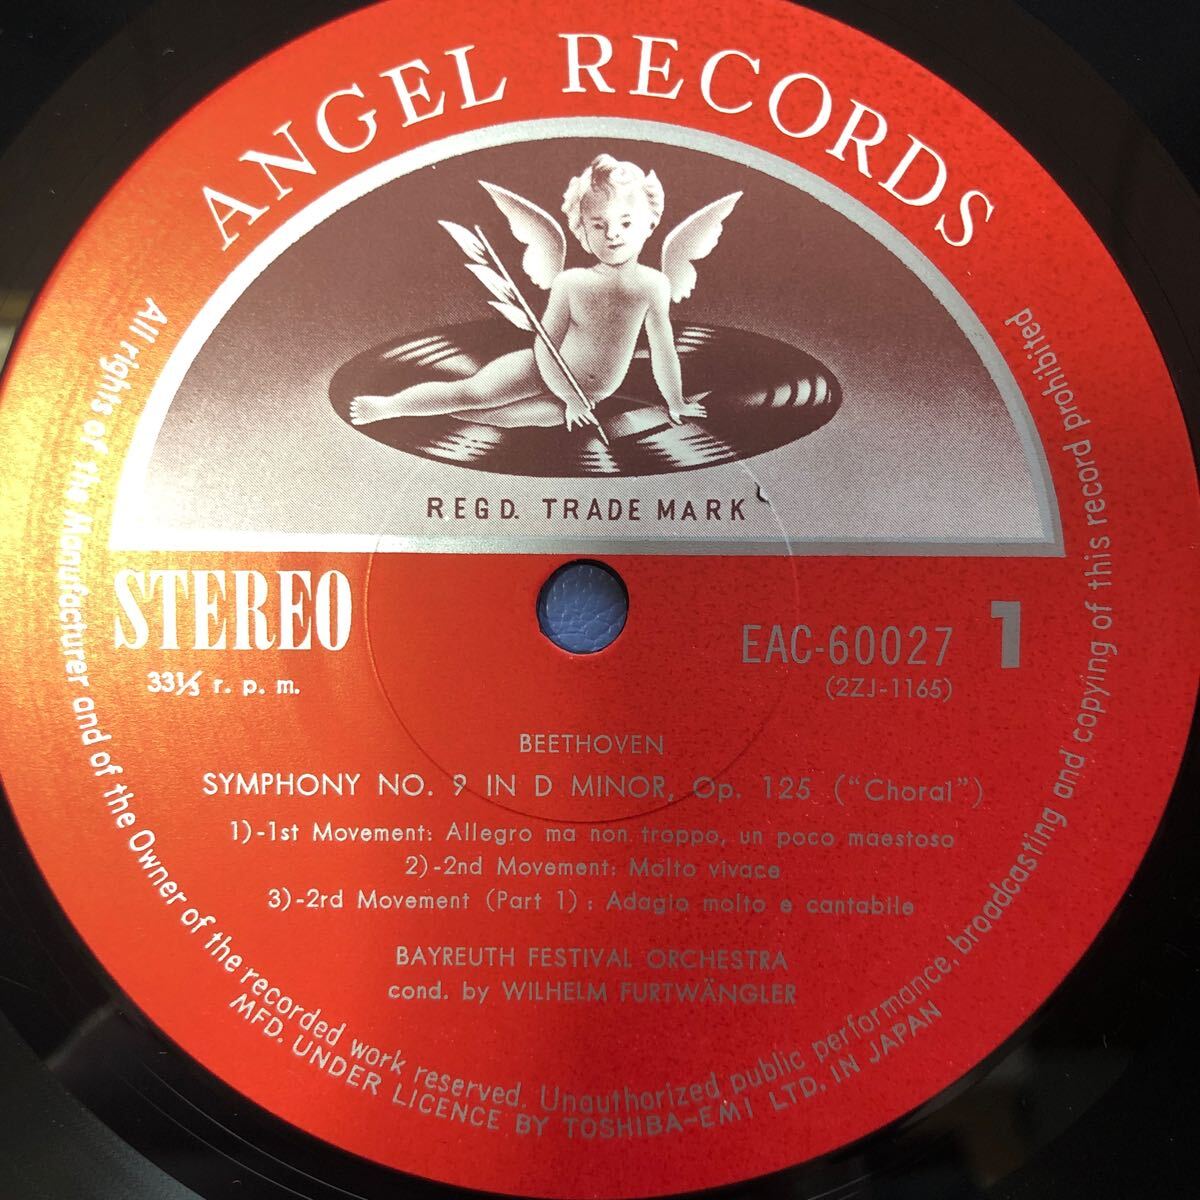 ANGEL RECORDS
REGD. TRADE MARK
STEREO
33⅓ r. p. m.
EAC-60027 1
(2ZJ-1165)
BEETHOVEN
SYMPHONY NO. 9 IN D MINOR, Op. 125 ("Choral")
1)-1st Movement: Allegro ma non troppo, un poco maestoso
2)-2nd Movement: Molto vivace
3)-2rd Movement (Part 1) : Adagio molto e cantabile
BAYREUTH FESTIVAL ORCHESTRA
cond. by WILHELM FURTWÄNGLER
All rights of the Manufacturer and of the Owner of the recorded work reserved. Unauthorized public performance, broadcasting and copying of this record prohibited
MFD. UNDER LICENCE BY TOSHIBA-EMI LTD. IN JAPAN